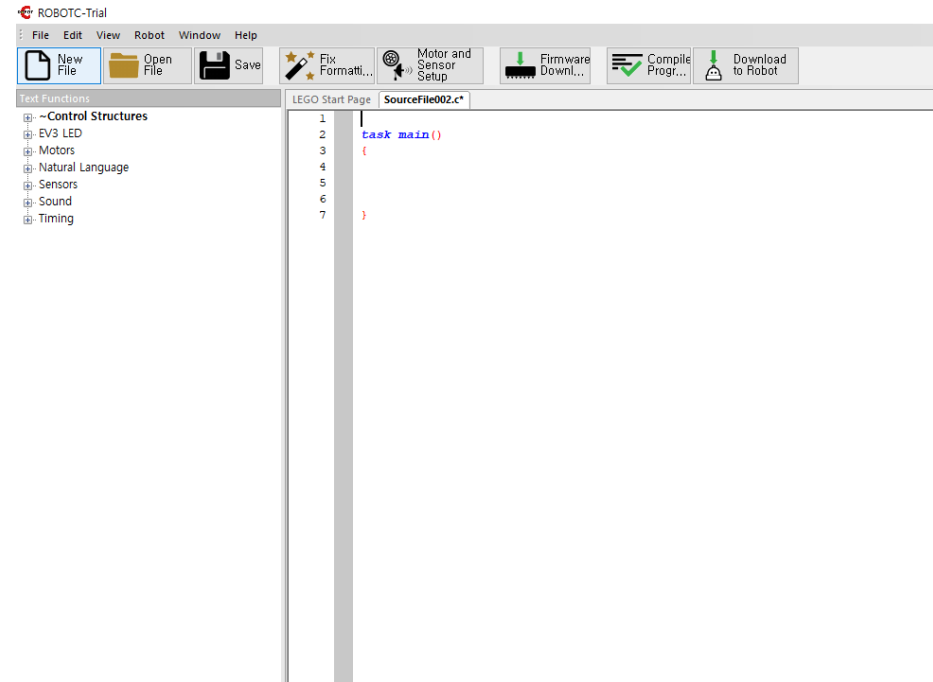 ROBOTC-Trial
File Edit View Robot Window Help
New File
Open File
Save
Fix Formatti...
Motor and Sensor Setup
Firmware Downl...
Compile Progr...
Download to Robot
Text Functions
~Control Structures
EV3 LED
Motors
Natural Language
Sensors
Sound
Timing
LEGO Start Page SourceFile002.c*
1
2 task main()
3 {
4
5
6
7 }